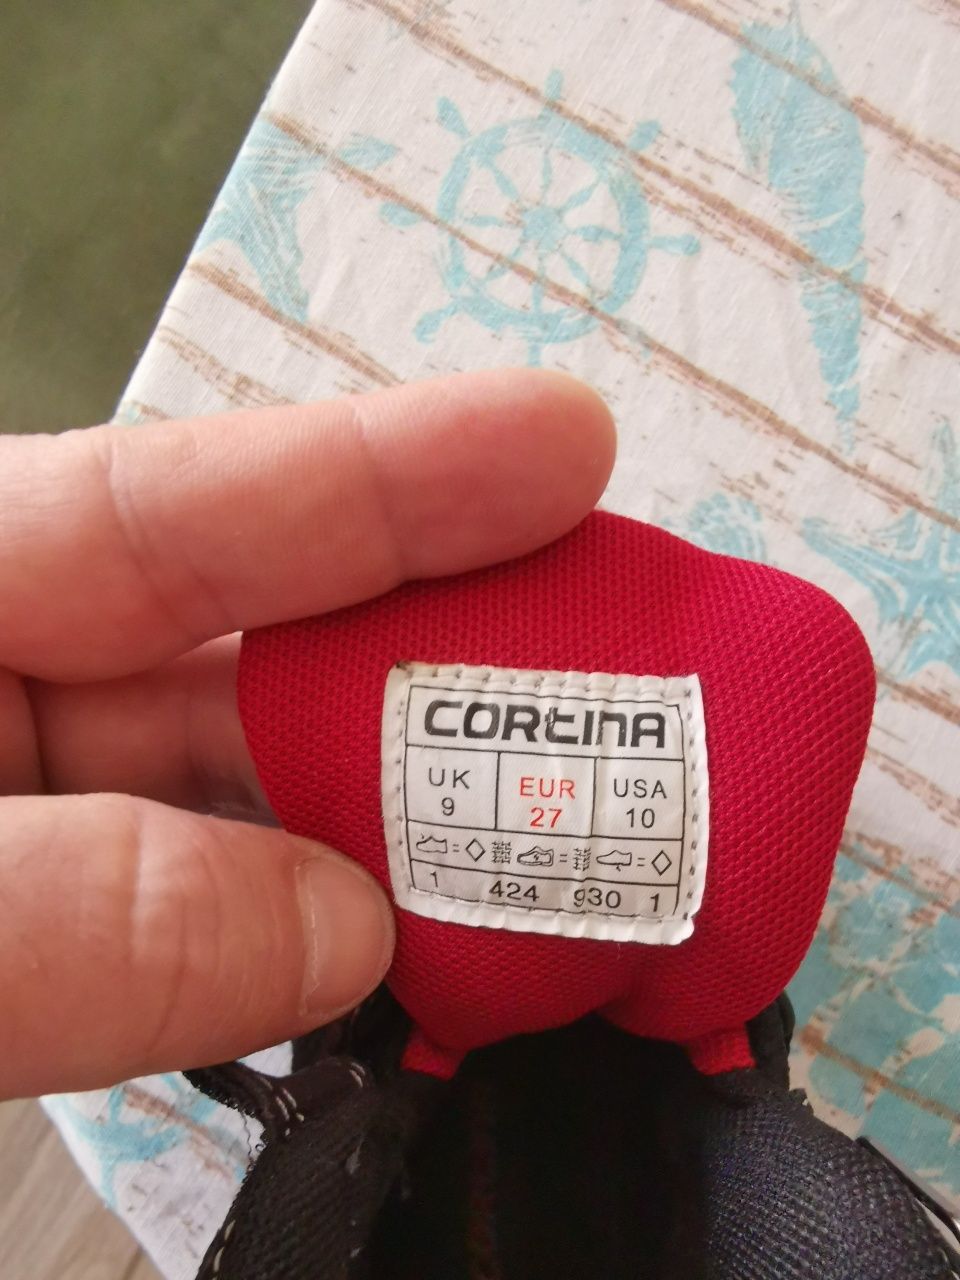 CORtINA
UK EUR USA
9 27 10
= =  =
1 424 930 1